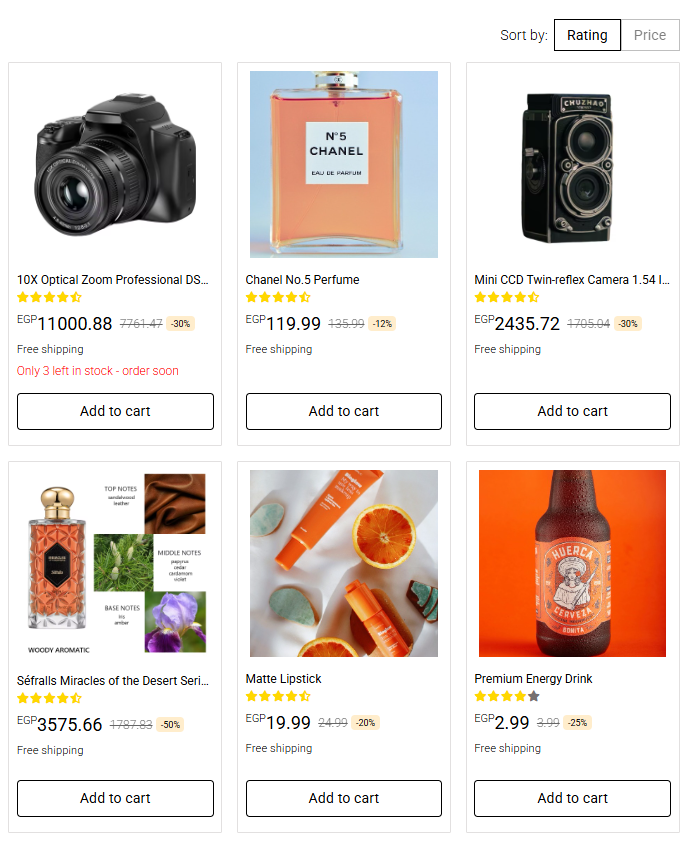 Sort by: Rating Price
N°5
CHANEL
EAU DE PARFUM
CHUZHAO
10X Optical Zoom Professional DS...
Chanel No.5 Perfume
Mini CCD Twin-reflex Camera 1.54 I...
EGP11000.88 7761.47 -30%
EGP119.99 135.99 -12%
EGP2435.72 1705.04 -30%
Free shipping
Free shipping
Free shipping
Only 3 left in stock - order soon
Add to cart
Add to cart
Add to cart
TOP NOTES
sandalwood
leather
MIDDLE NOTES
papyrus
cedar
cardamom
violet
BASE NOTES
iris
amber
WOODY AROMATIC
HUERCA
CERVEZA
BONITA
Séfralls Miracles of the Desert Seri...
Matte Lipstick
Premium Energy Drink
EGP3575.66 1787.83 -50%
EGP19.99 24.99 -20%
EGP2.99 3.99 -25%
Free shipping
Free shipping
Free shipping
Add to cart
Add to cart
Add to cart